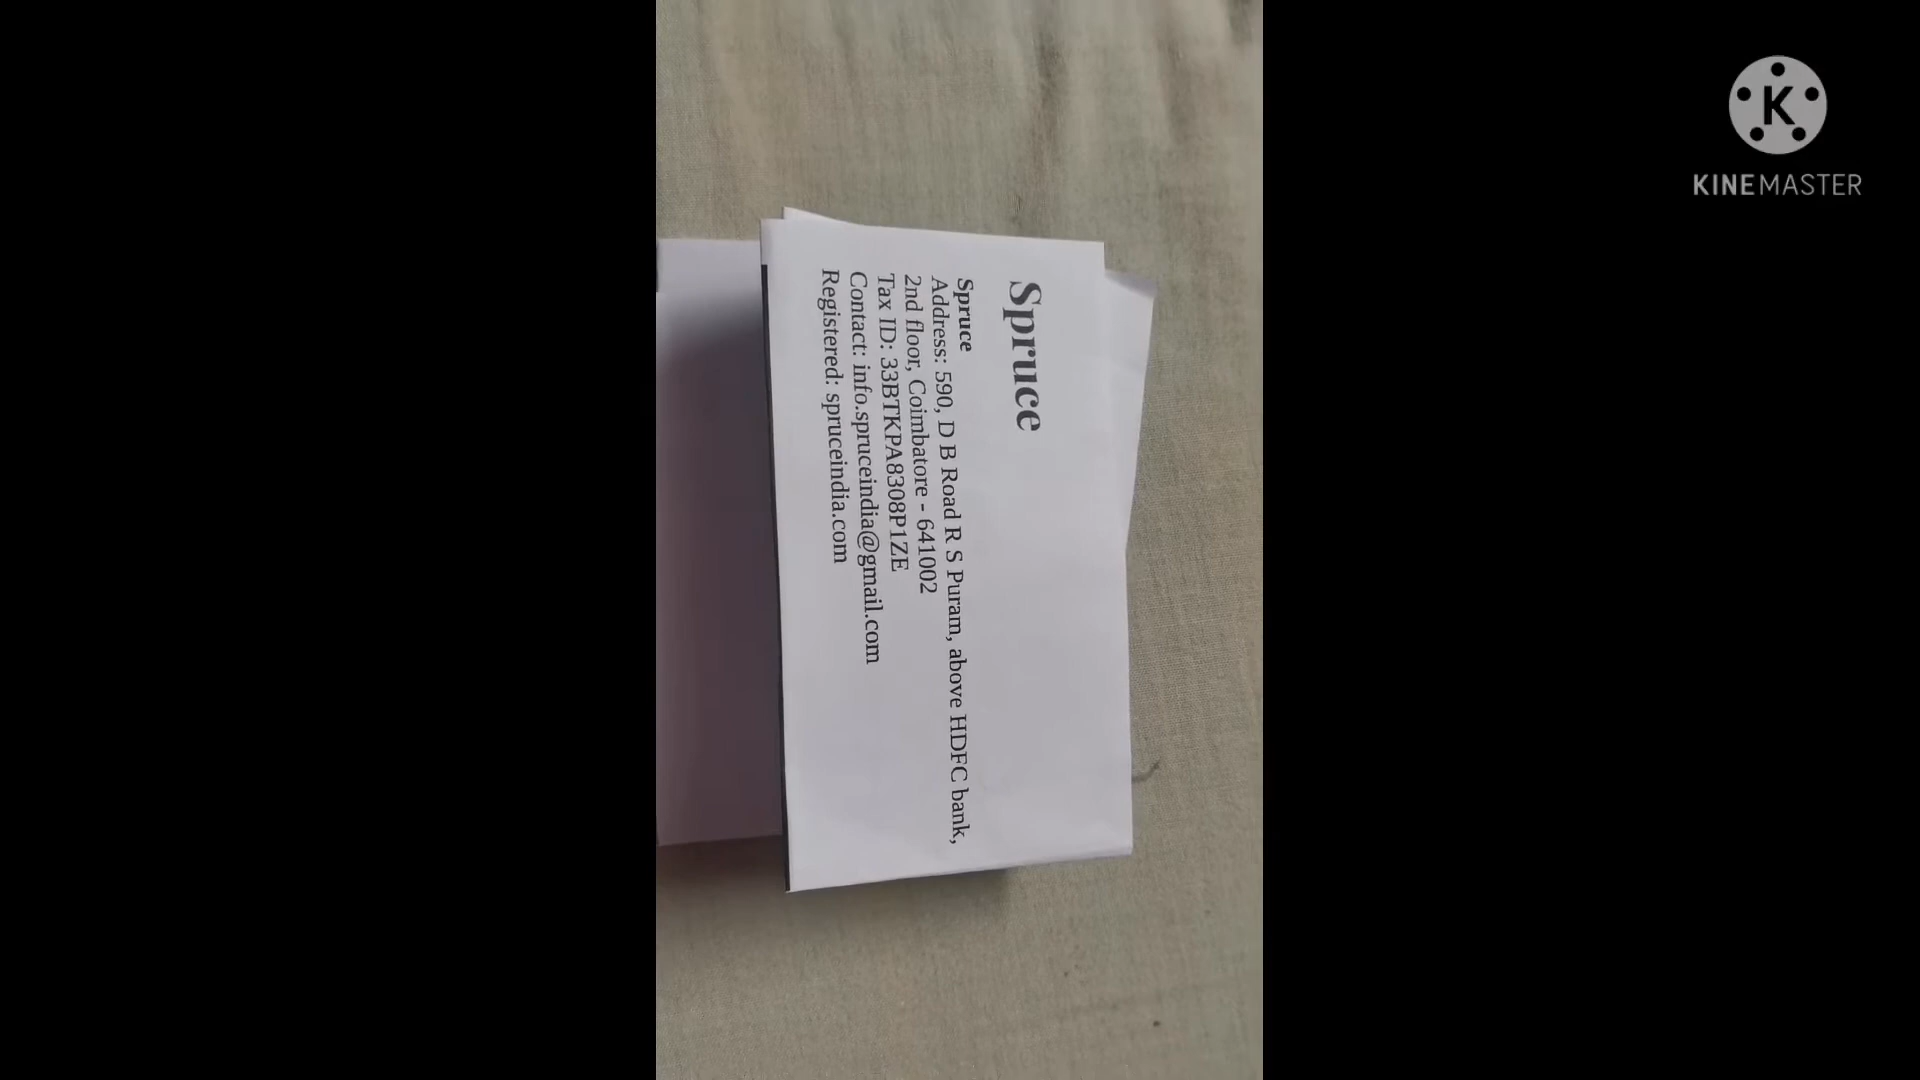 Spruce
Spruce
Address: 590, D B Road R S Puram, above HDFC bank,
2nd floor, Coimbatore - 641002
Tax ID: 33BTKPA8308P1ZE
Contact: info.spruceindia@gmail.com
Registered: spruceindia.com
K
KINEMASTER